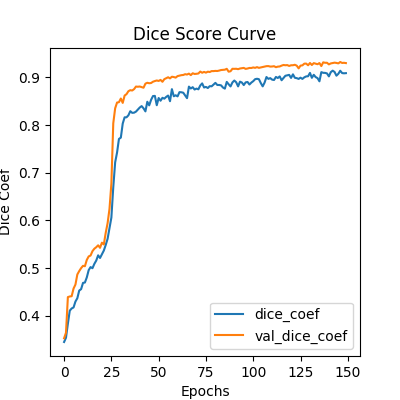 Dice Score Curve
Dice Coef
0.9
0.8
0.7
0.6
0.5
0.4
0 25 50 75 100 125 150
Epochs
dice_coef
val_dice_coef